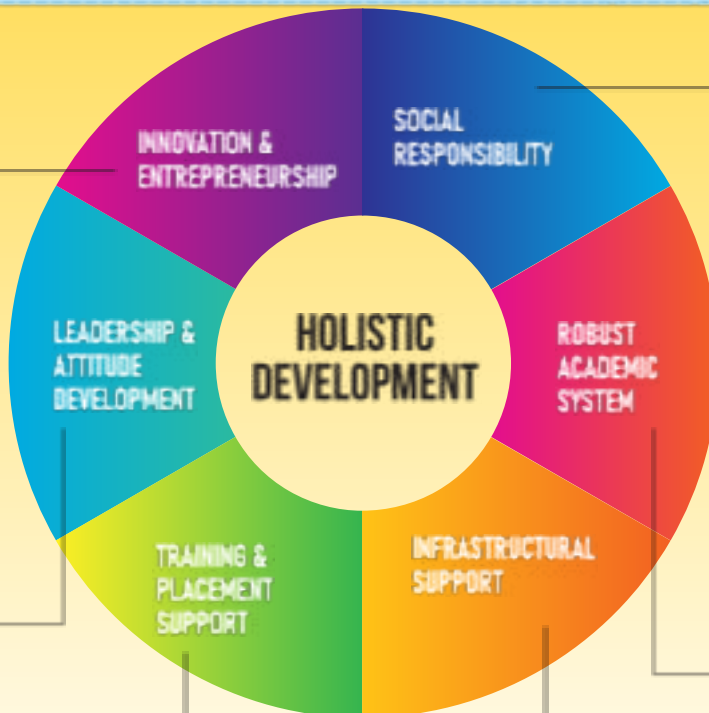 INNOVATION &
ENTREPRENEURSHIP
SOCIAL
RESPONSIBILITY
LEADERSHIP &
ATTITUDE
DEVELOPMENT
HOLISTIC
DEVELOPMENT
ROBUST
ACADEMIC
SYSTEM
TRAINING &
PLACEMENT
SUPPORT
INFRASTRUCTURAL
SUPPORT